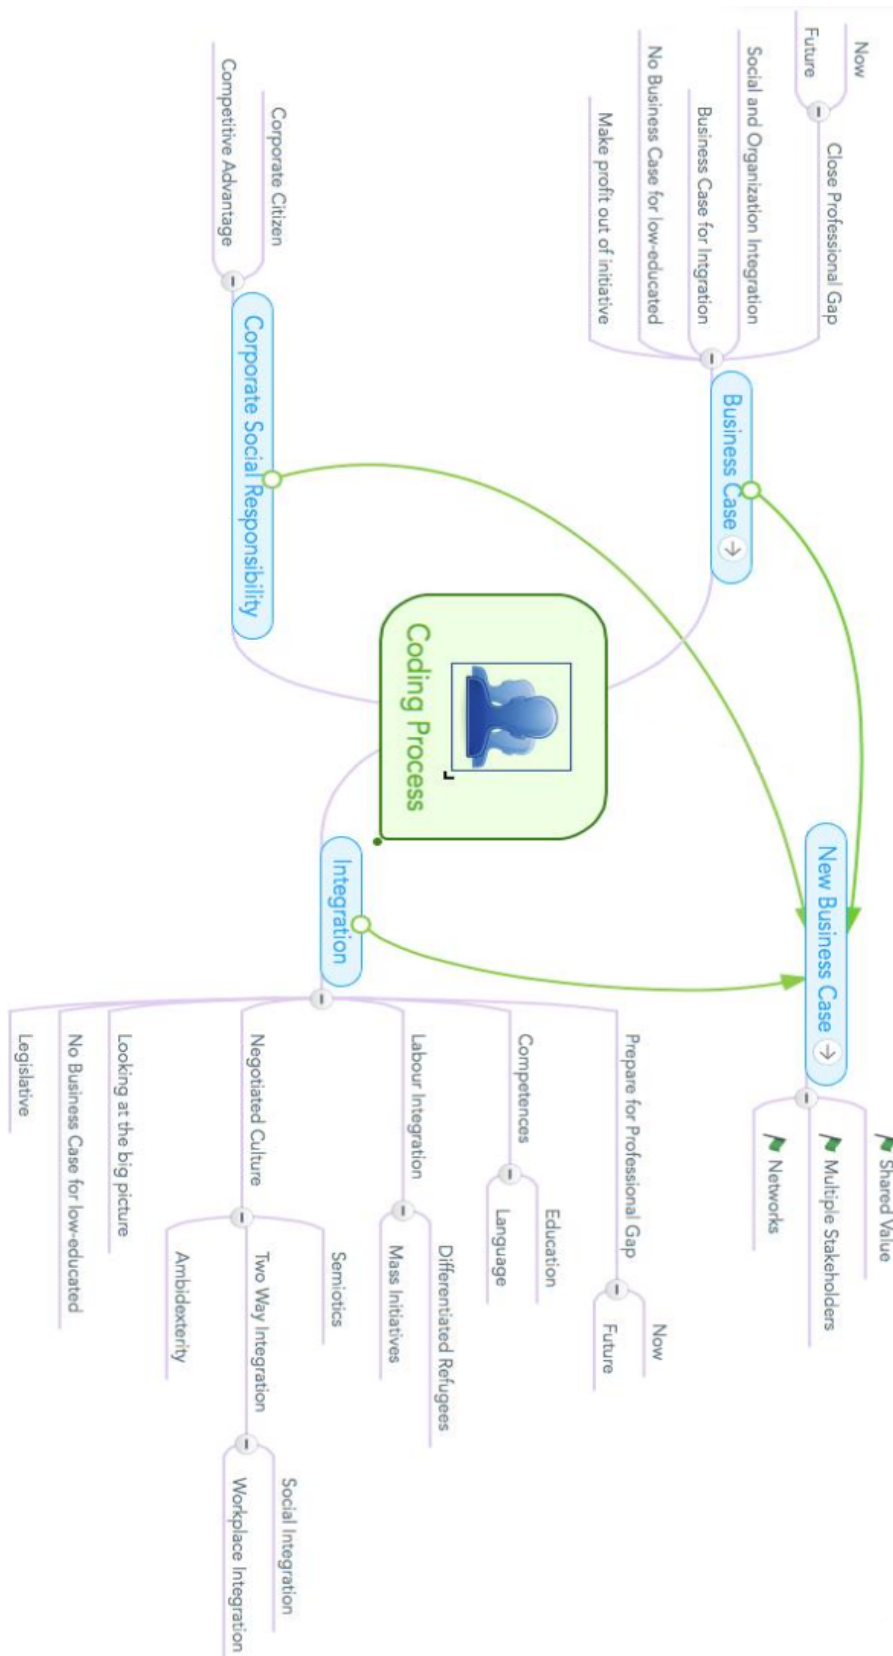 Now
Future
Close Professional Gap
Social and Organization Integration
Business Case for Intgration
No Business Case for low-educated
Make profit out of initiative
Business Case
Corporate Citizen
Competitive Advantage
Corporate Social Responsibility
Coding Process
New Business Case
Shared Value
Multiple Stakeholders
Networks
Integration
Prepare for Professional Gap
Now
Future
Competences
Education
Language
Labour Integration
Differentiated Refugees
Mass Initiatives
Negotiated Culture
Semiotics
Two Way Integration
Social Integration
Workplace Integration
Ambidexterity
Looking at the big picture
No Business Case for low-educated
Legislative